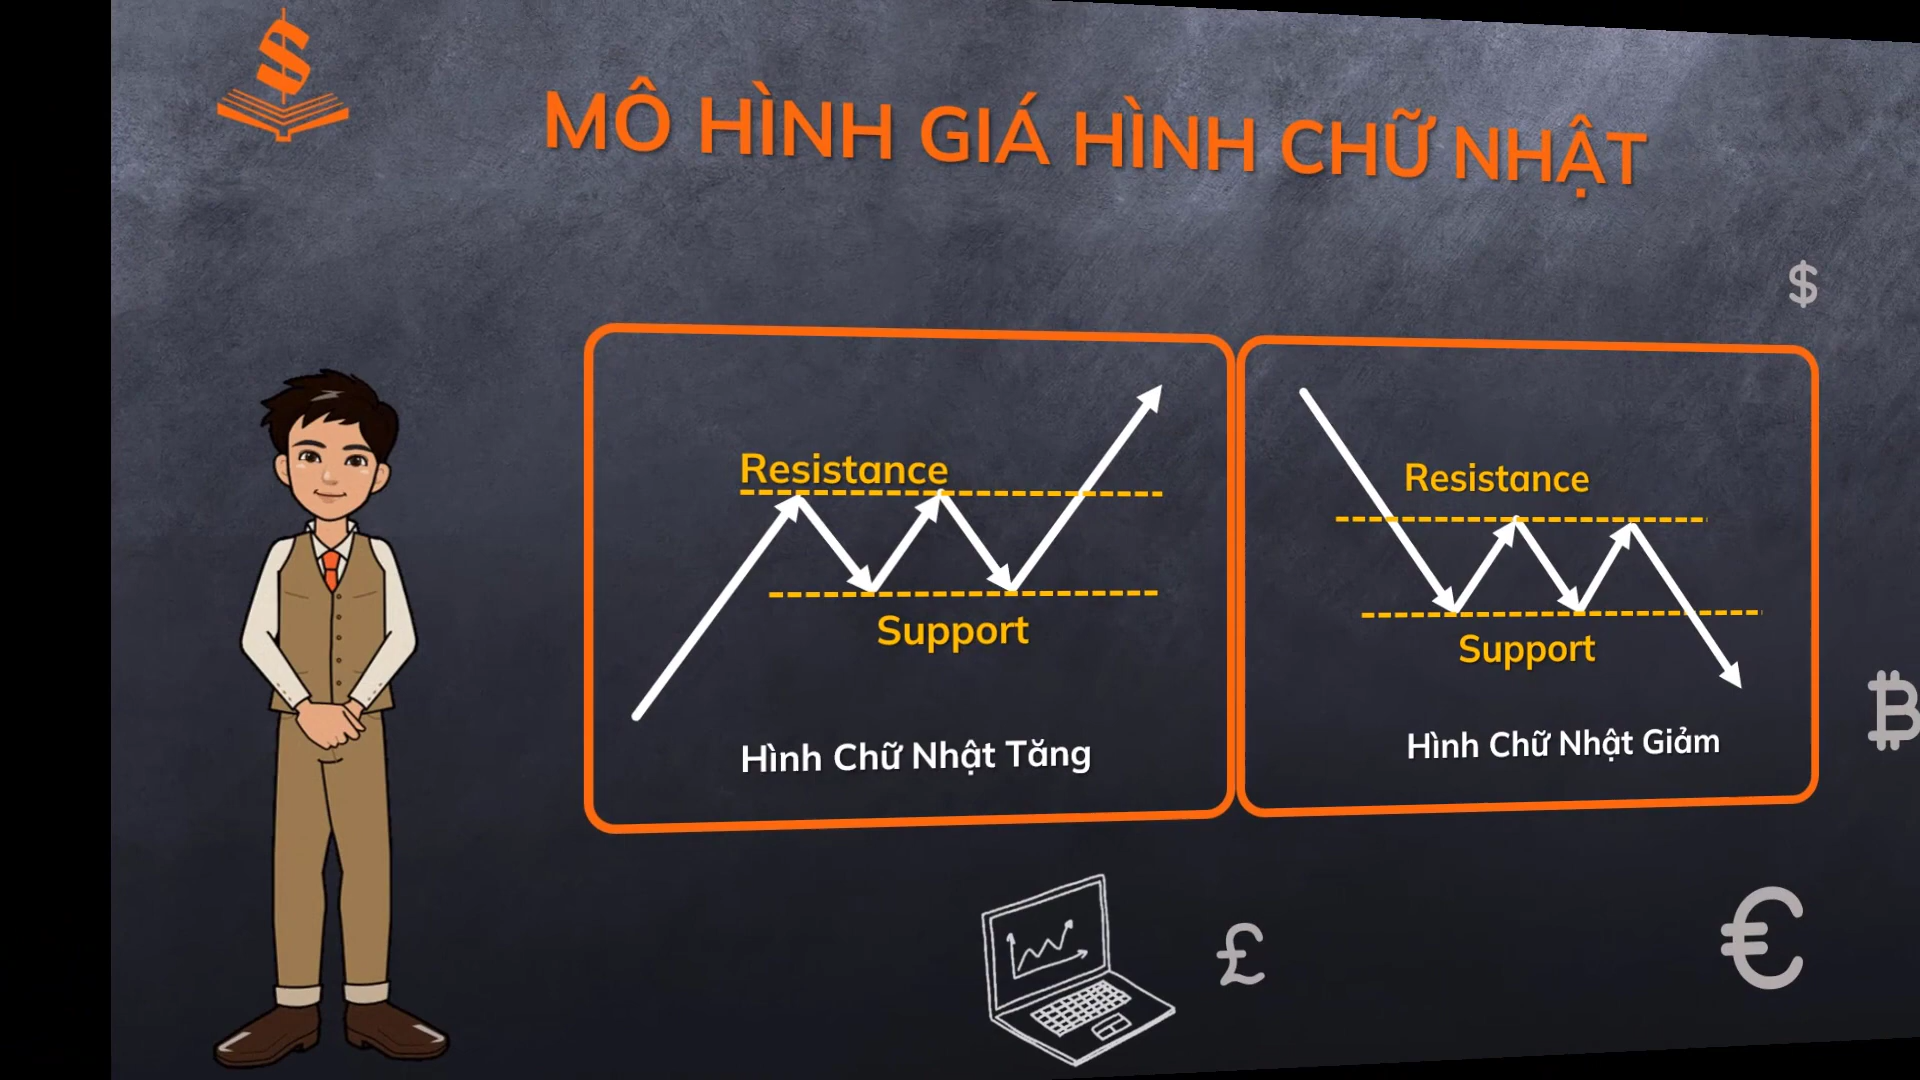 MÔ HÌNH GIÁ HÌNH CHỮ NHẬT
Resistance
Support
Hình Chữ Nhật Tăng
Resistance
Support
Hình Chữ Nhật Giảm